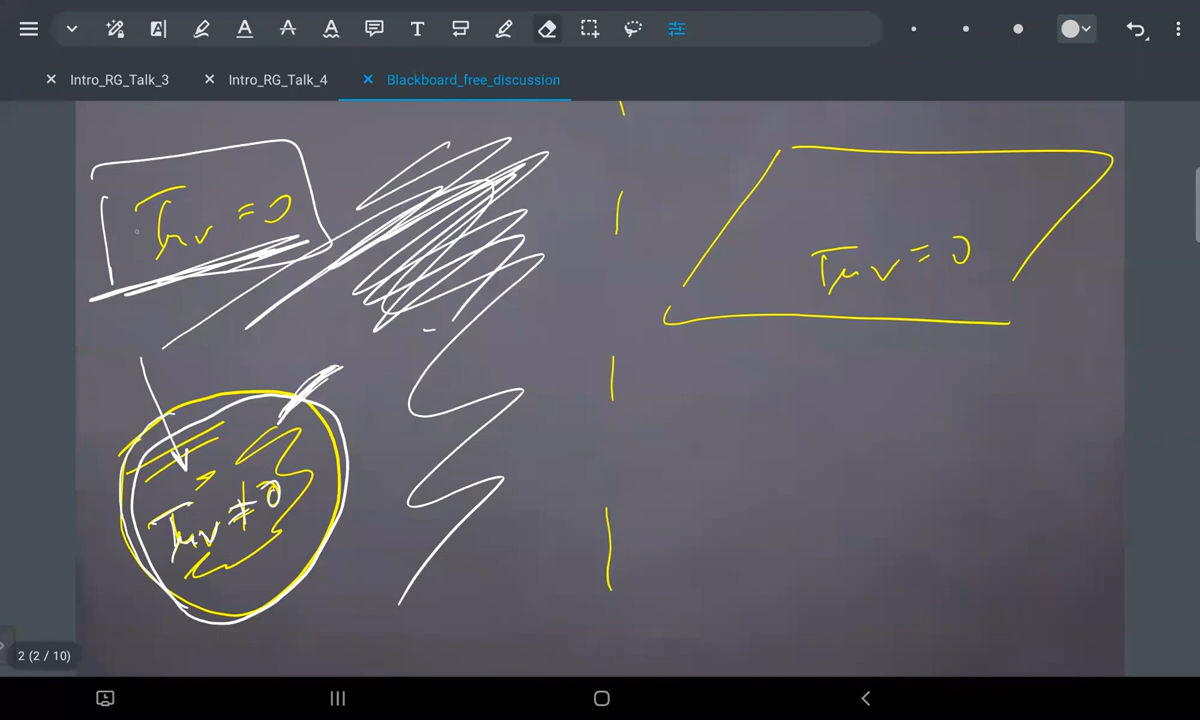 T
Intro_RG_Talk_3
Intro_RG_Talk_4
Blackboard_free_discussion
Tμν = 0
Tμν = 0
Tμν ≠ 0
2 (2 / 10)